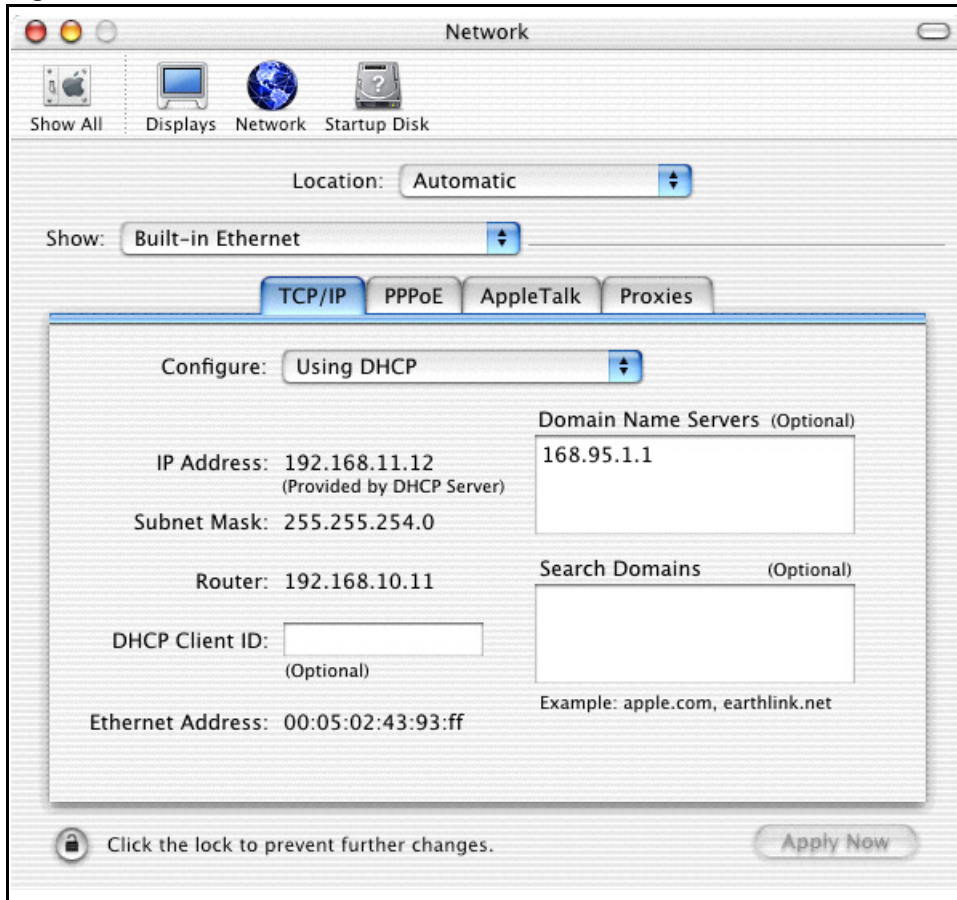 Network
Show All
Displays
Network
Startup Disk
Location: Automatic
Show: Built-in Ethernet
TCP/IP
PPPoE
AppleTalk
Proxies
Configure: Using DHCP
Domain Name Servers (Optional)
168.95.1.1
IP Address: 192.168.11.12
(Provided by DHCP Server)
Subnet Mask: 255.255.254.0
Router: 192.168.10.11
Search Domains (Optional)
DHCP Client ID:
(Optional)
Example: apple.com, earthlink.net
Ethernet Address: 00:05:02:43:93:ff
Click the lock to prevent further changes.
Apply Now